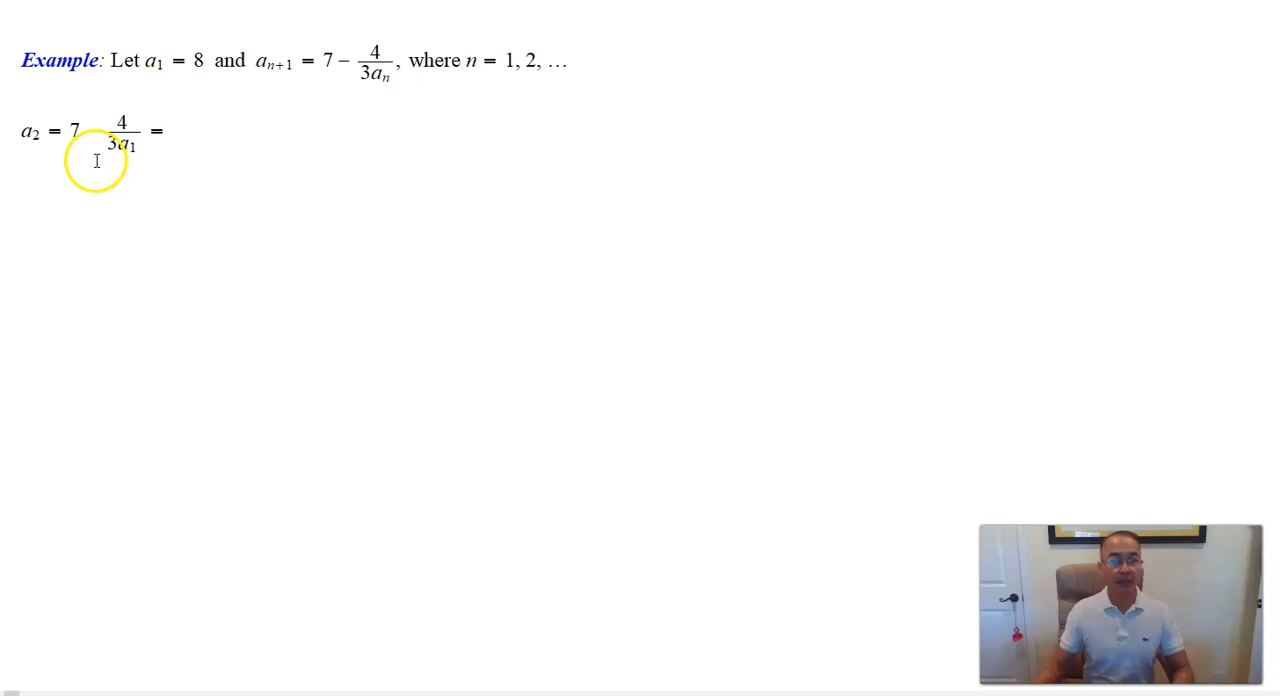 Example: Let a₁ = 8 and aₙ₊₁ = 7 − 4/(3aₙ), where n = 1, 2, …
a₂ = 7 4/(3a₁) =